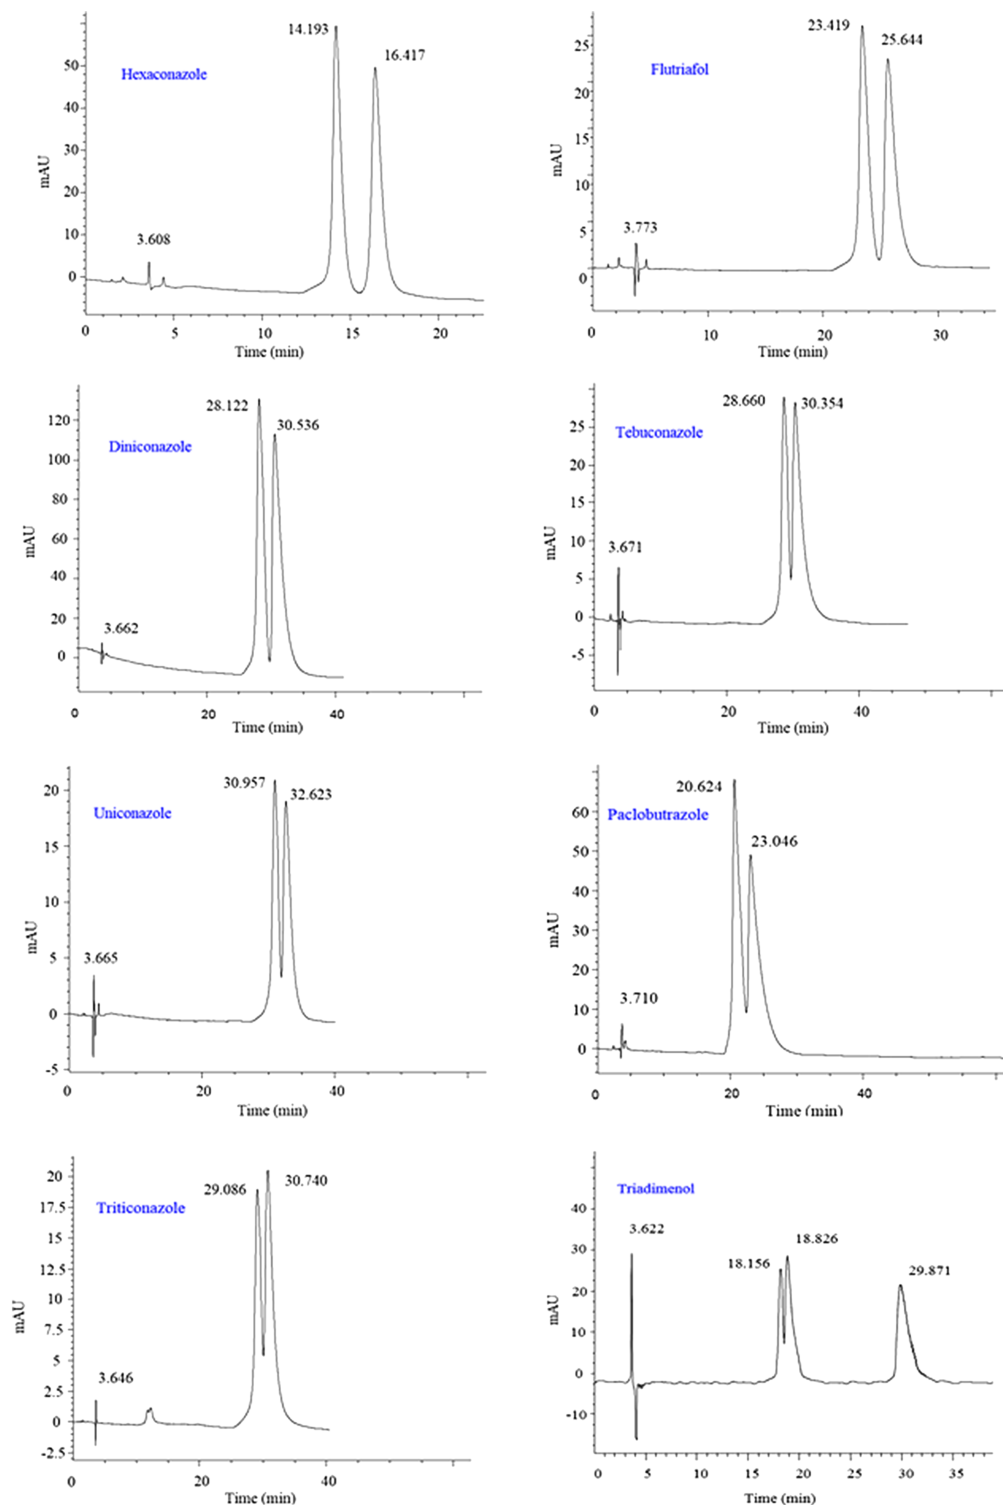 Hexaconazole
14.193
16.417
3.608
mAU
50
40
30
20
10
0
0 5 10 15 20
Time (min)
Flutriafol
23.419
25.644
3.773
mAU
25
20
15
10
5
0
0 10 20 30
Time (min)
Diniconazole
28.122
30.536
3.662
mAU
120
100
80
60
40
20
0
0 20 40
Time (min)
Tebuconazole
28.660
30.354
3.671
mAU
25
20
15
10
5
0
-5
0 20 40
Time (min)
Uniconazole
30.957
32.623
3.665
mAU
20
15
10
5
0
-5
0 20 40
Time (min)
Paclobutrazole
20.624
23.046
3.710
mAU
60
50
40
30
20
10
0
0 20 40
Time (min)
Triticonazole
29.086
30.740
3.646
mAU
20
17.5
15
12.5
10
7.5
5
2.5
0
-2.5
0 20 40
Time (min)
Triadimenol
3.622
18.156
18.826
29.871
mAU
40
30
20
10
0
-10
0 5 10 15 20 25 30 35
Time (min)